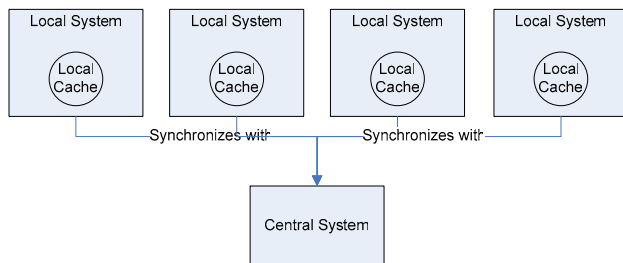 Local System
Local System
Local System
Local System
Local
Cache
Local
Cache
Local
Cache
Local
Cache
Synchronizes with
Synchronizes with
Central System